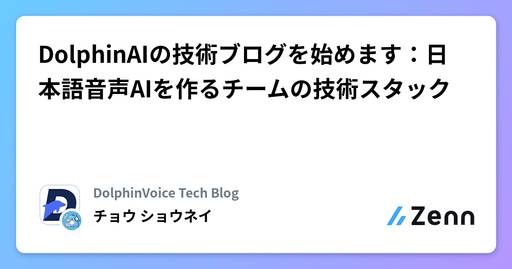 DolphinAIの技術ブログを始めます：日
本語音声AIを作るチームの技術スタック
DolphinVoice Tech Blog
チョウ ショウネイ
Zenn